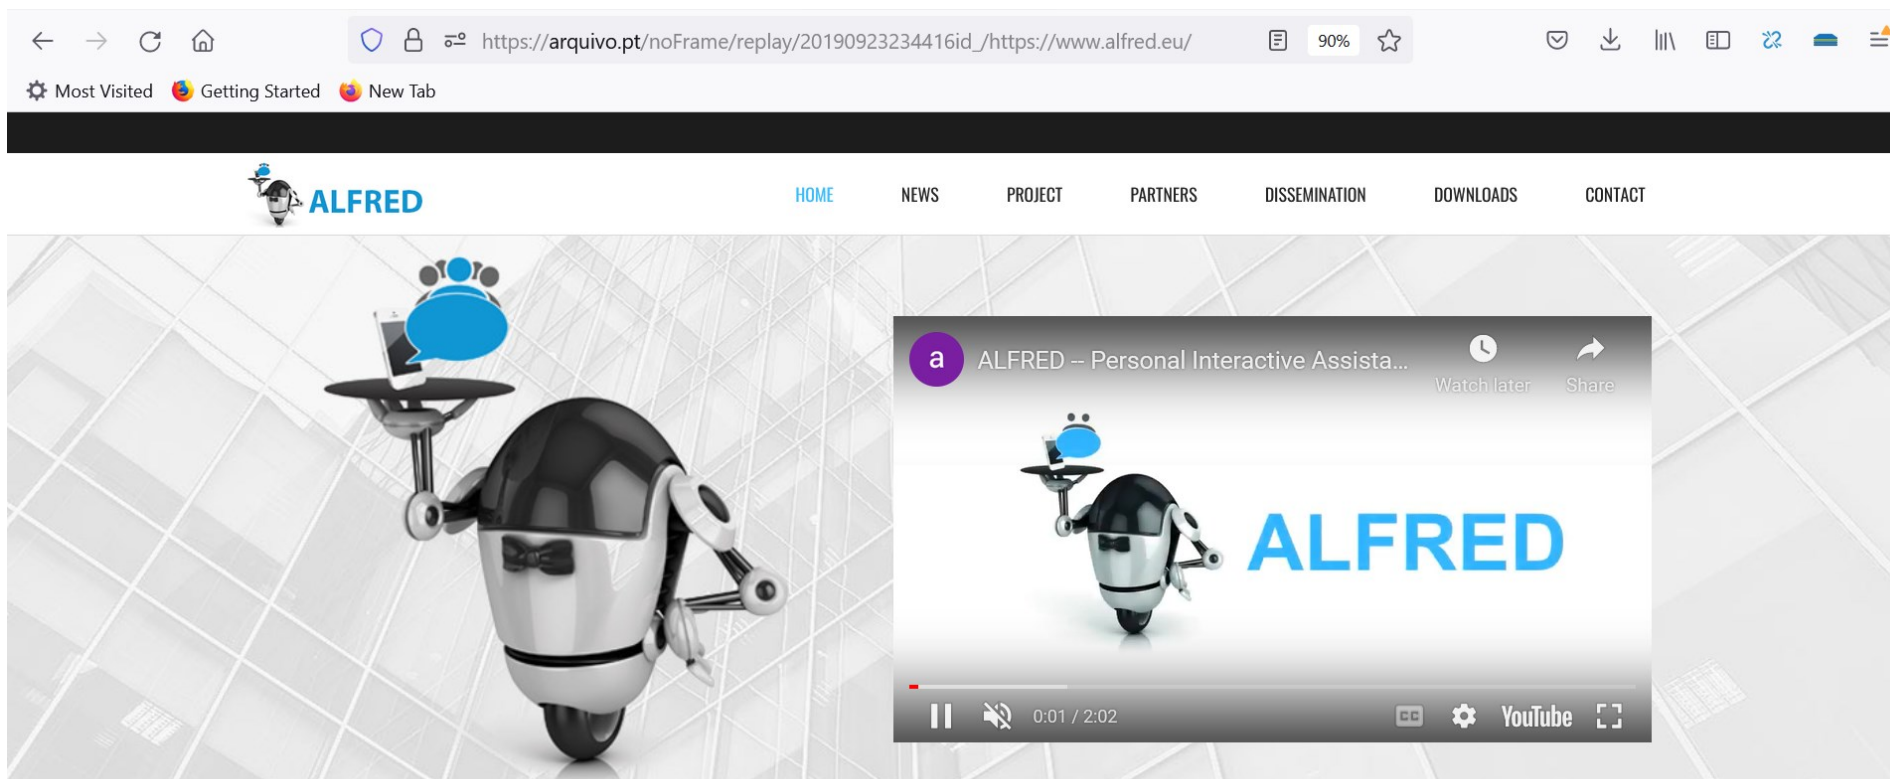 https://arquivo.pt/noFrame/replay/20190923234416id_/https://www.alfred.eu/ 90%
Most Visited Getting Started New Tab
ALFRED HOME NEWS PROJECT PARTNERS DISSEMINATION DOWNLOADS CONTACT
a ALFRED -- Personal Interactive Assista...
Watch later Share
ALFRED
0:01 / 2:02 CC YouTube